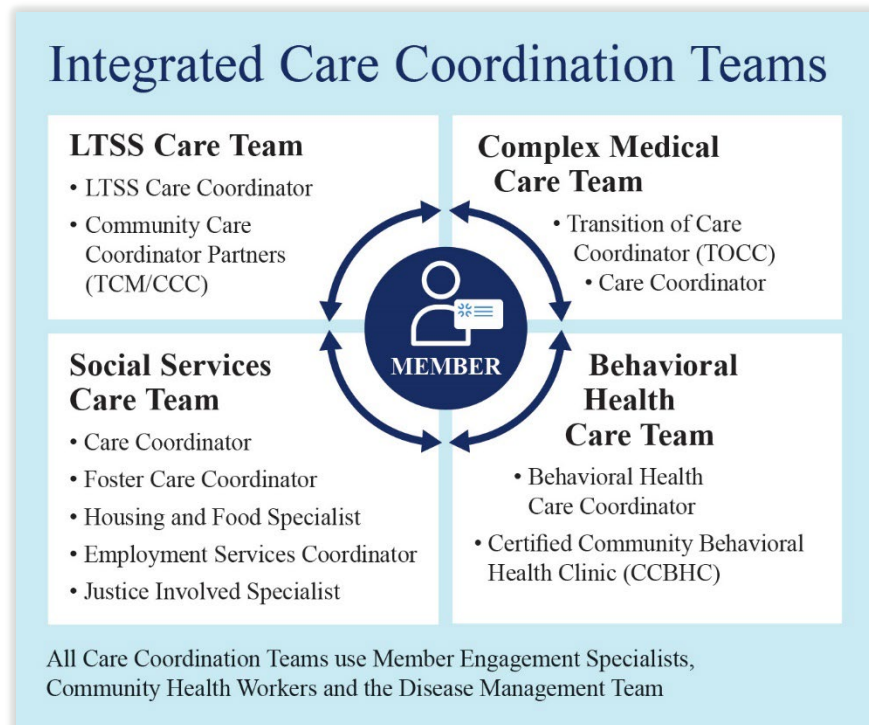 Integrated Care Coordination Teams
LTSS Care Team
• LTSS Care Coordinator
• Community Care
Coordinator Partners
(TCM/CCC)
Complex Medical
Care Team
• Transition of Care
Coordinator (TOCC)
• Care Coordinator
MEMBER
Social Services
Care Team
• Care Coordinator
• Foster Care Coordinator
• Housing and Food Specialist
• Employment Services Coordinator
• Justice Involved Specialist
Behavioral
Health
Care Team
• Behavioral Health
Care Coordinator
• Certified Community Behavioral
Health Clinic (CCBHC)
All Care Coordination Teams use Member Engagement Specialists,
Community Health Workers and the Disease Management Team